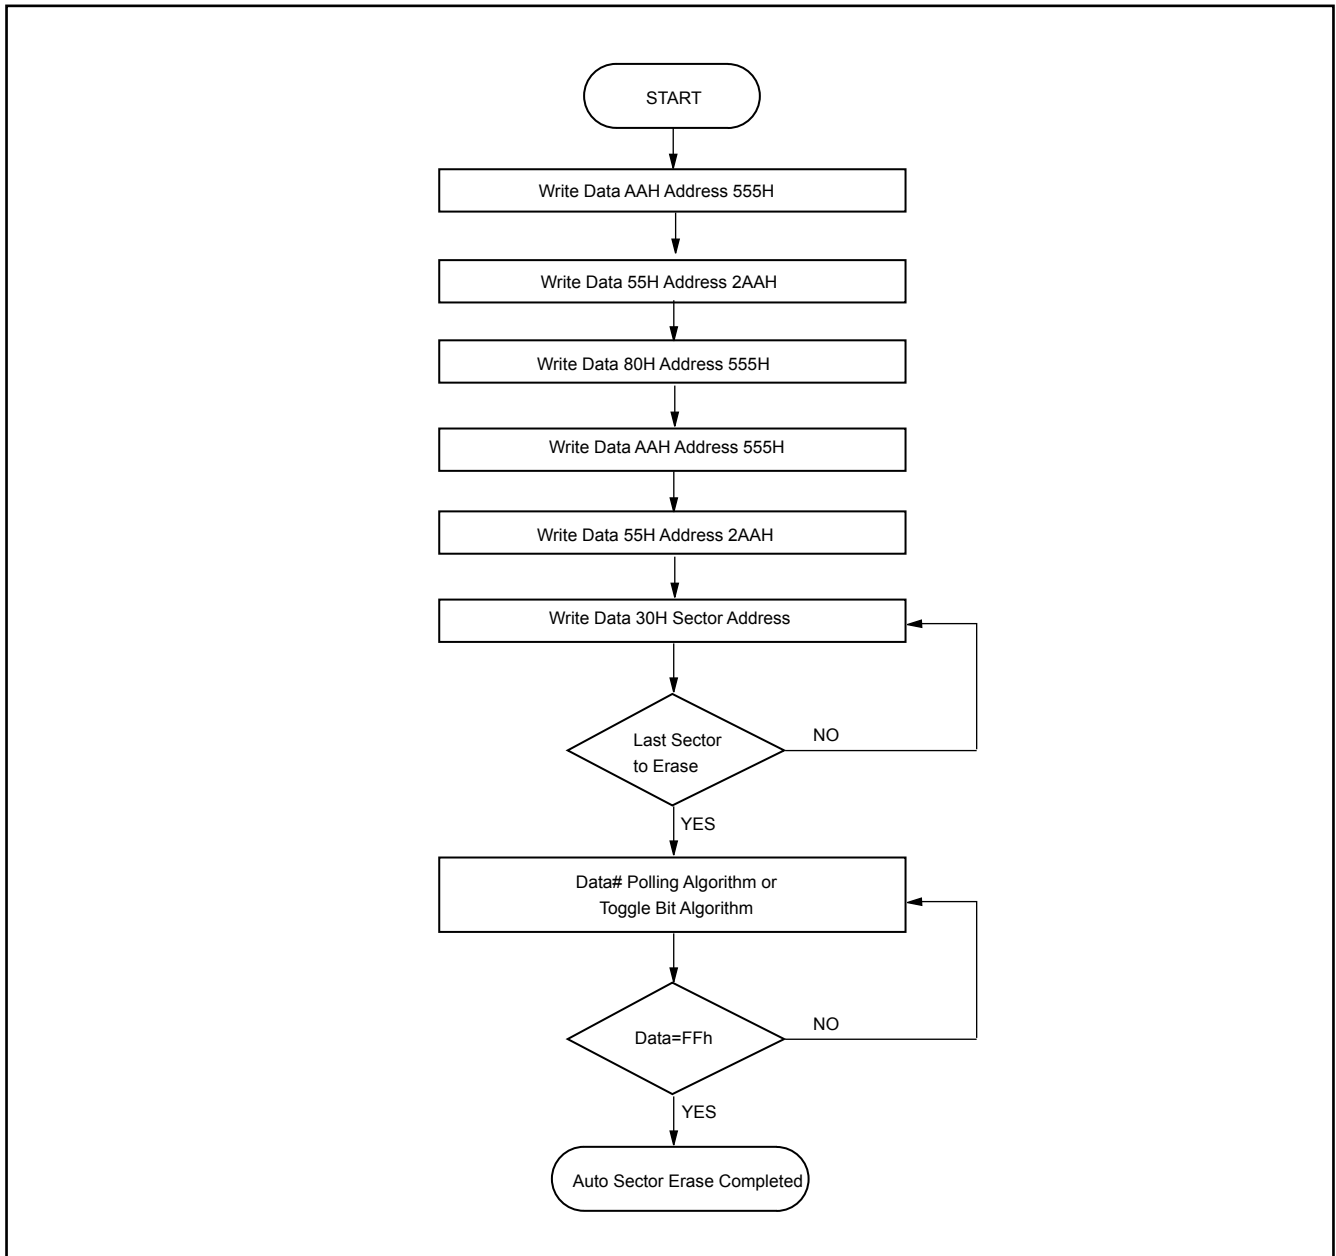 START
Write Data AAH Address 555H
Write Data 55H Address 2AAH
Write Data 80H Address 555H
Write Data AAH Address 555H
Write Data 55H Address 2AAH
Write Data 30H Sector Address
Last Sector
to Erase
NO
YES
Data# Polling Algorithm or
Toggle Bit Algorithm
Data=FFh
NO
YES
Auto Sector Erase Completed